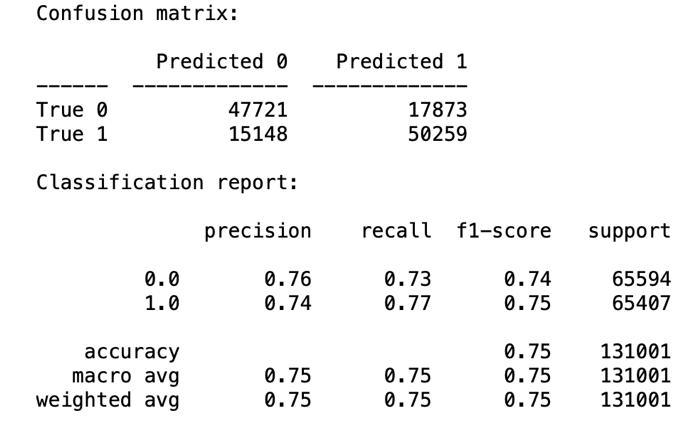 Confusion matrix:
Predicted 0 Predicted 1
------ ------------- -------------
True 0 47721 17873
True 1 15148 50259
Classification report:
precision recall f1-score support
0.0 0.76 0.73 0.74 65594
1.0 0.74 0.77 0.75 65407
accuracy 0.75 131001
macro avg 0.75 0.75 0.75 131001
weighted avg 0.75 0.75 0.75 131001